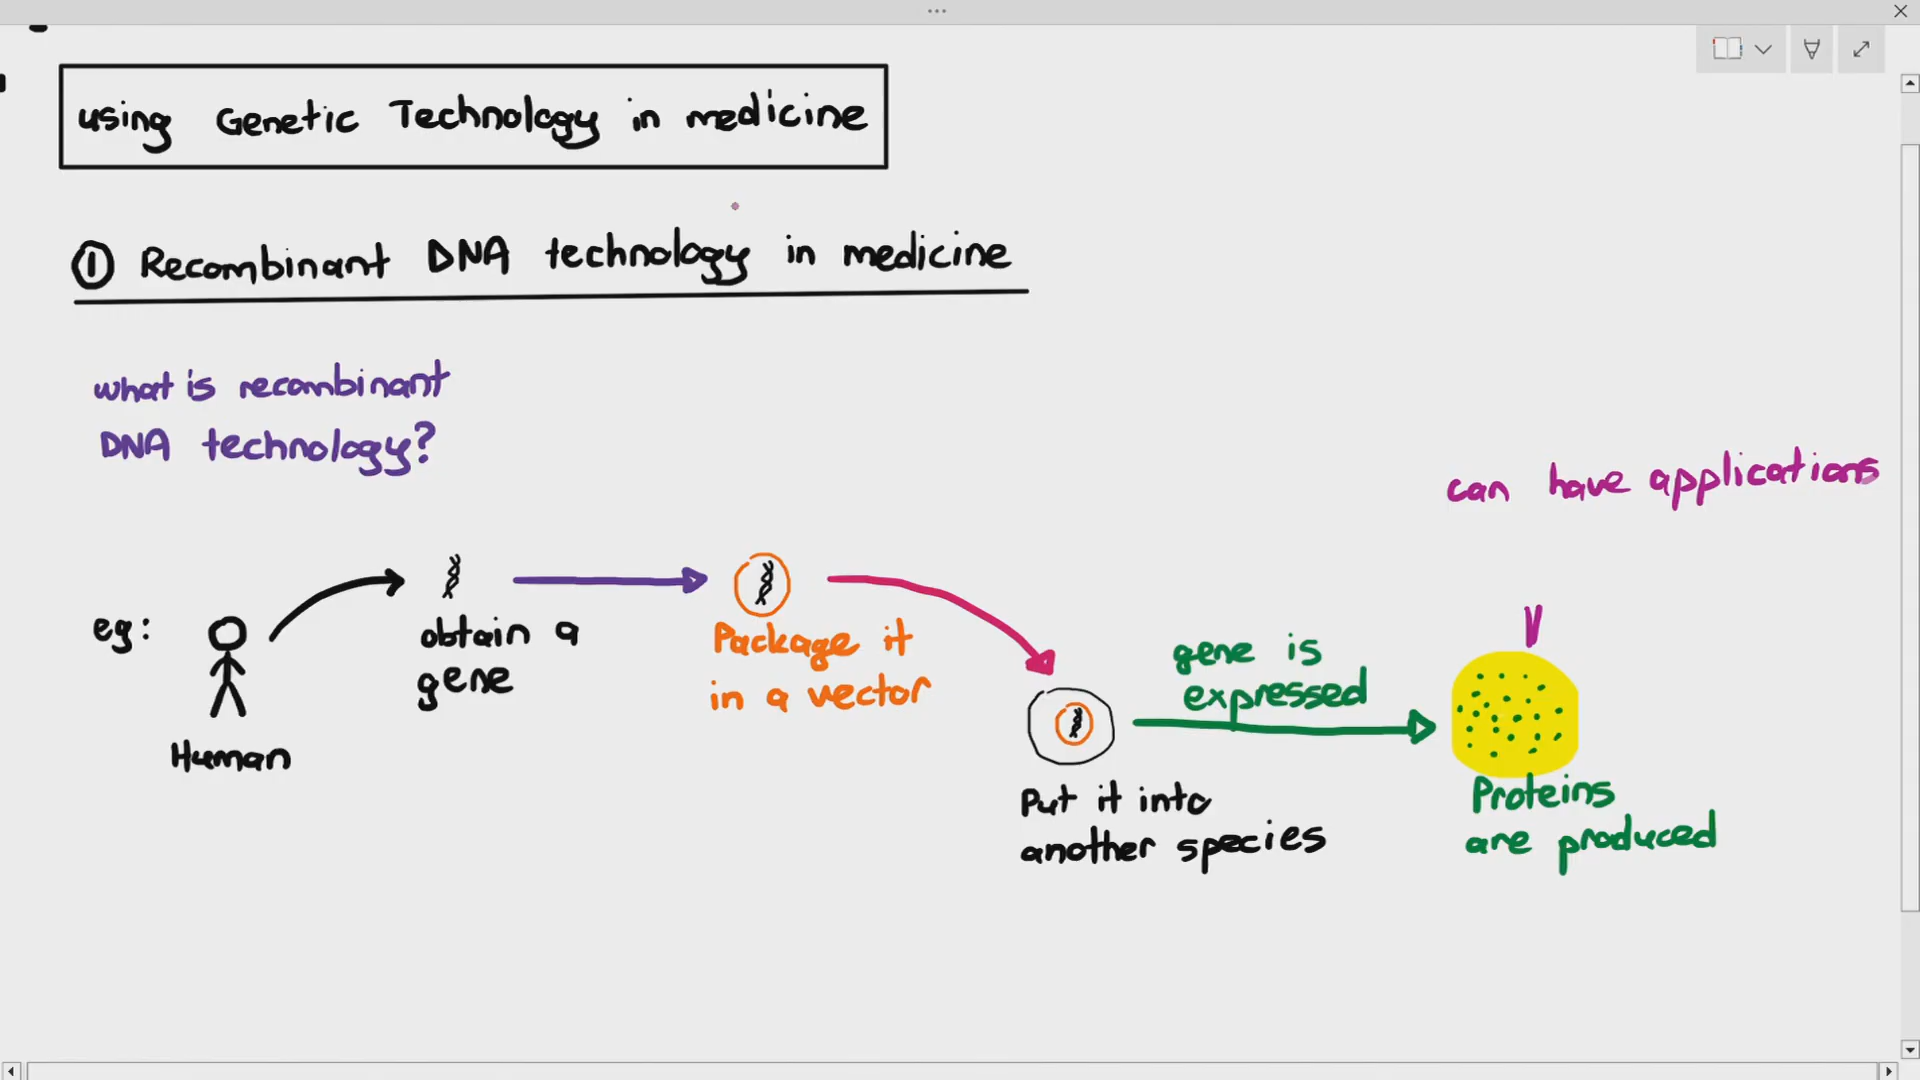 using Genetic Technology in medicine
① Recombinant DNA technology in medicine
what is recombinant
DNA technology?
can have applications
eg:
Human
obtain a
gene
Package it
in a vector
Put it into
another species
gene is
expressed
Proteins
are produced